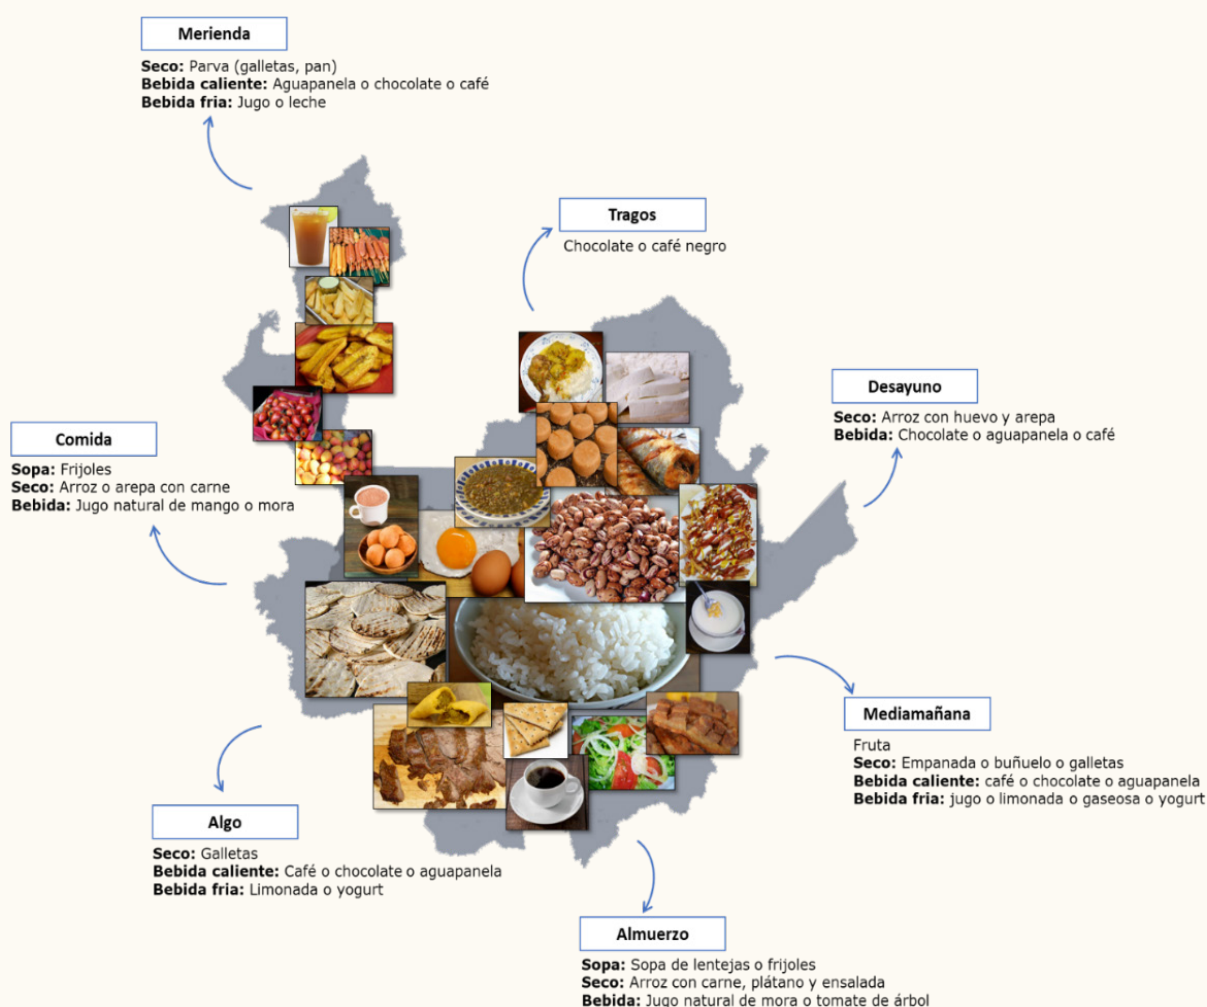 Merienda
Seco: Parva (galletas, pan)
Bebida caliente: Aguapanela o chocolate o café
Bebida fria: Jugo o leche
Tragos
Chocolate o café negro
Desayuno
Seco: Arroz con huevo y arepa
Bebida: Chocolate o aguapanela o café
Comida
Sopa: Frijoles
Seco: Arroz o arepa con carne
Bebida: Jugo natural de mango o mora
Mediamañana
Fruta
Seco: Empanada o buñuelo o galletas
Bebida caliente: café o chocolate o aguapanela
Bebida fria: jugo o limonada o gaseosa o yogurt
Algo
Seco: Galletas
Bebida caliente: Café o chocolate o aguapanela
Bebida fria: Limonada o yogurt
Almuerzo
Sopa: Sopa de lentejas o frijoles
Seco: Arroz con carne, plátano y ensalada
Bebida: Jugo natural de mora o tomate de árbol